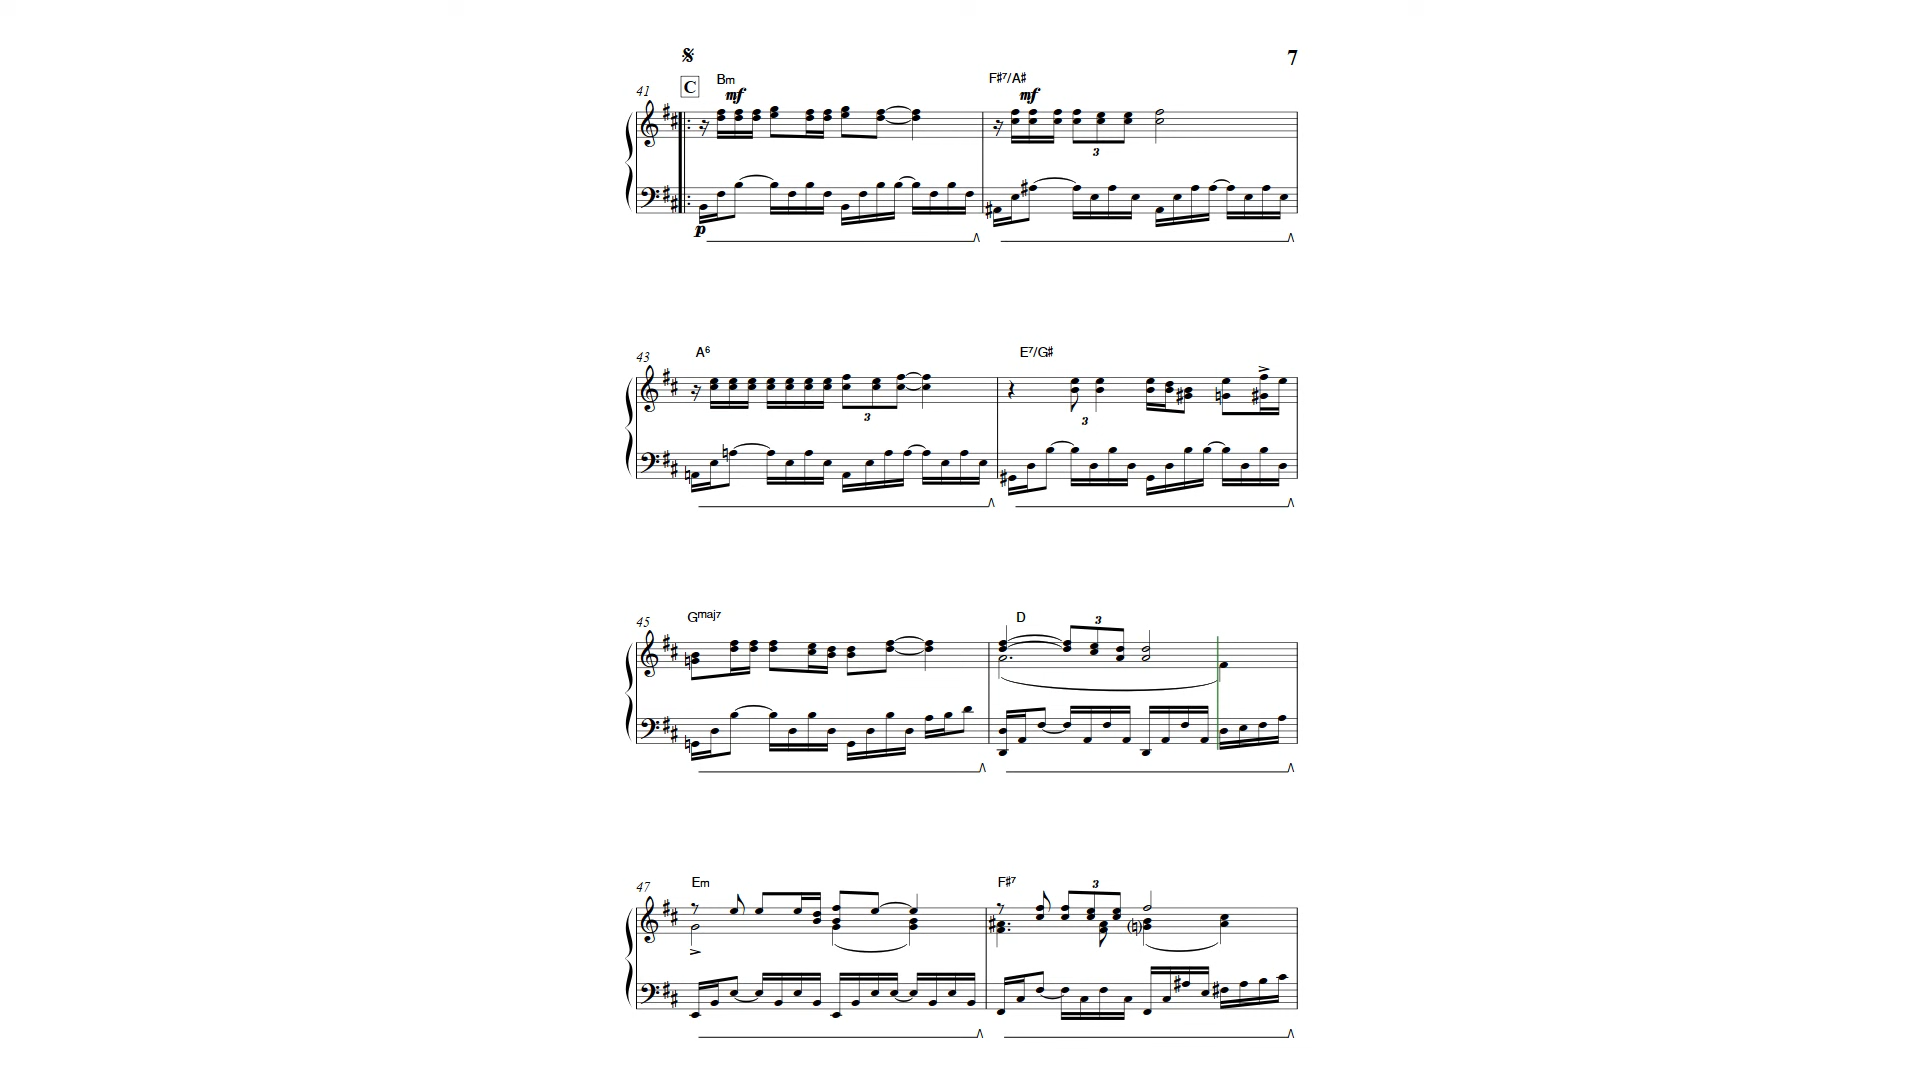 7
C Bm F♯7/A♯
41 mf mf
3
p
A6 E7/G♯
43
3 3
Gmaj7 D
45 3
Em F♯7
47 3